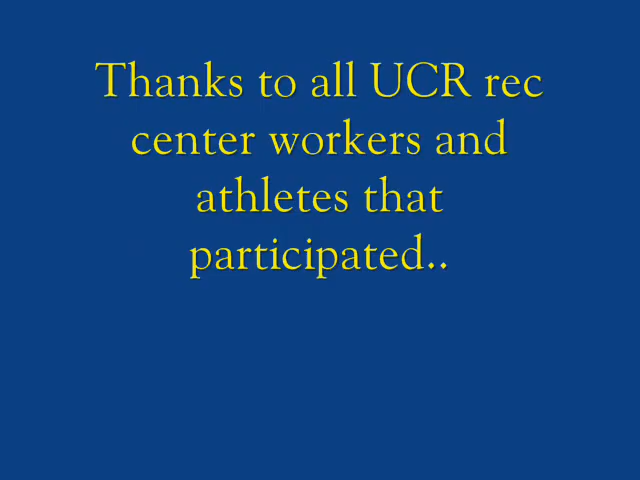 Thanks to all UCR rec
center workers and
athletes that
participated..